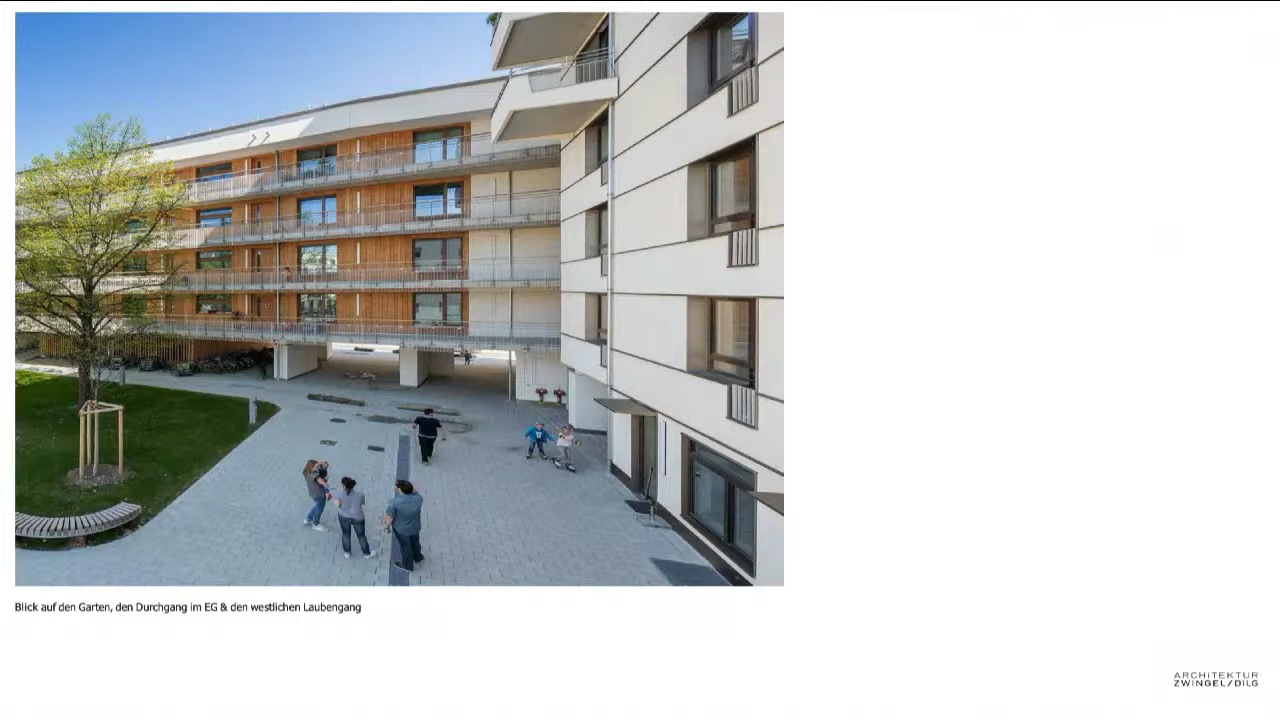 Blick auf den Garten, den Durchgang im EG & den westlichen Laubengang
ARCHITEKTUR
ZWINGEL/DILG